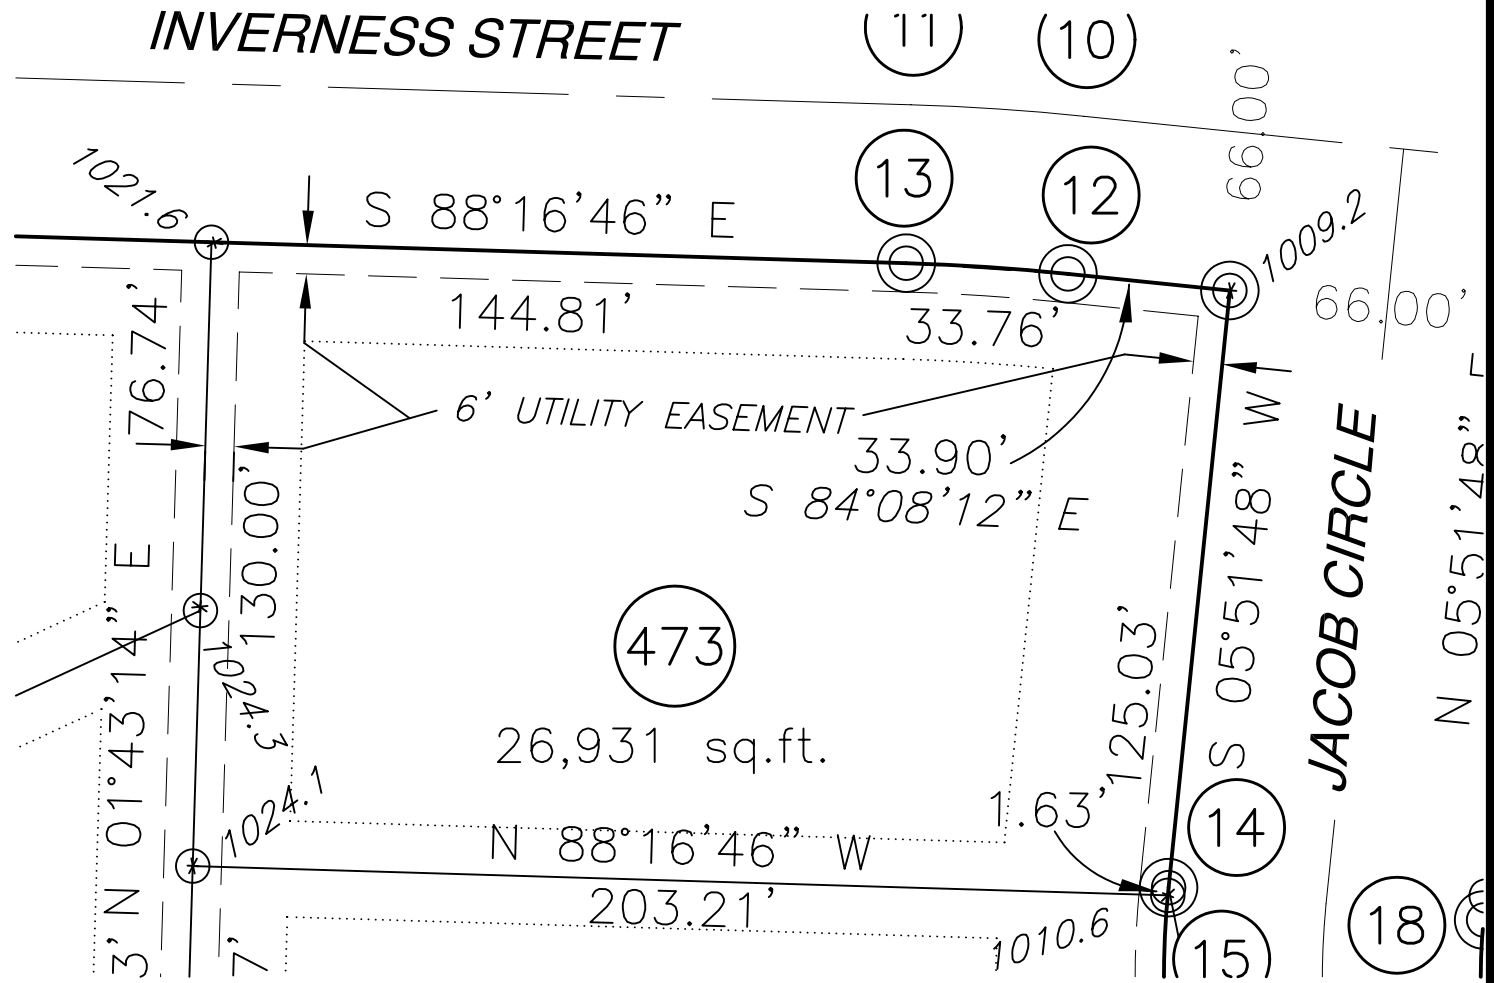 INVERNESS STREET
11
10
66.00'
13
12
1021.6
S 88°16'46" E
1009.2
144.81'
33.76'
66.00'
76.74'
6' UTILITY EASEMENT
33.90'
S 84°08'12" E
130.00'
N 01°43'14" E
S 05°51'48" W
JACOB CIRCLE
N 05°51'48"
473
26,931 sq.ft.
125.03'
1024.3
1024.1
1.63'
14
N 88°16'46" W
203.21'
1010.6
18
15
3'
7'